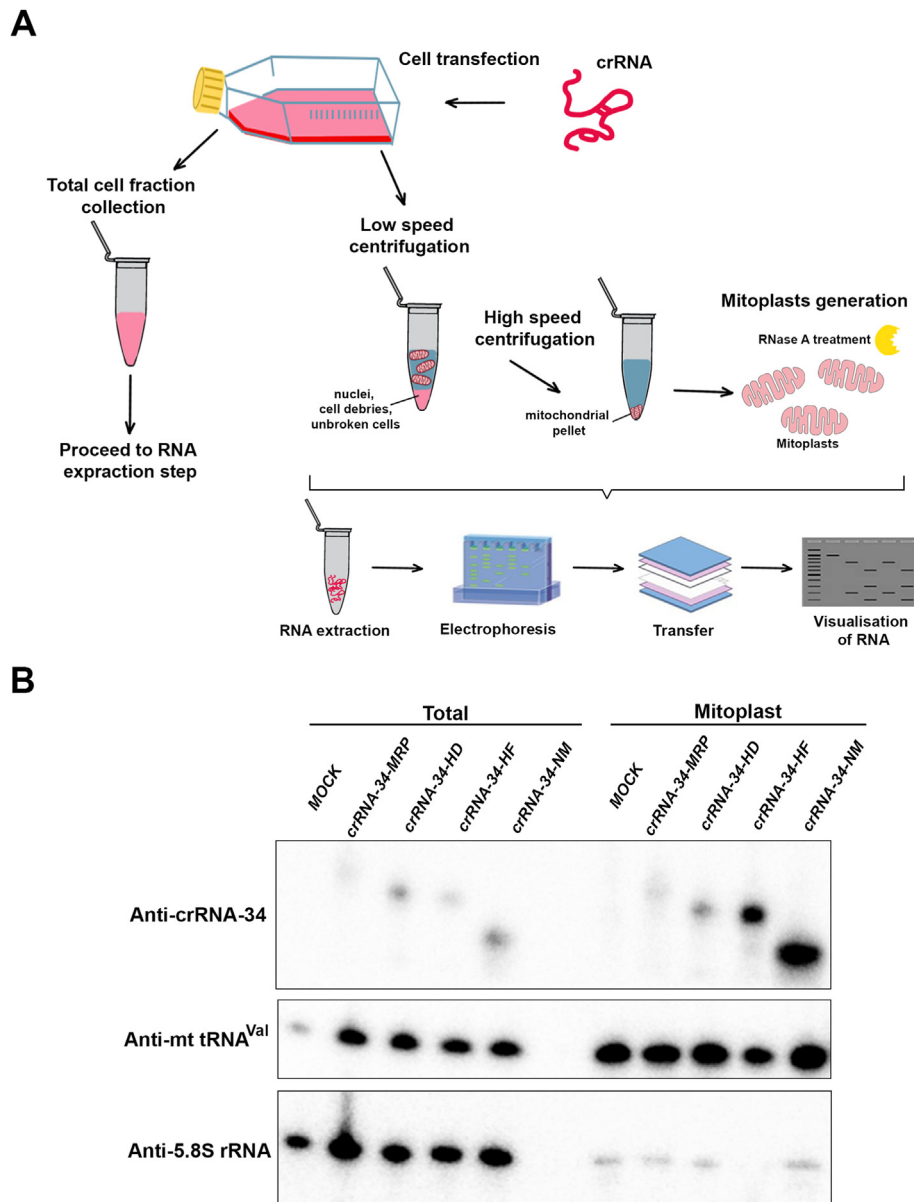 A
Cell transfection
crRNA
Total cell fraction
collection
Low speed
centrifugation
High speed
centrifugation
Mitoplasts generation
RNase A treatment
nuclei,
cell debries,
unbroken cells
mitochondrial
pellet
Mitoplasts
Proceed to RNA
expraction step
RNA extraction
Electrophoresis
Transfer
Visualisation
of RNA
B
Total
Mitoplast
MOCK
crRNA-34-MRP
crRNA-34-HD
crRNA-34-HF
crRNA-34-NM
MOCK
crRNA-34-MRP
crRNA-34-HD
crRNA-34-HF
crRNA-34-NM
Anti-crRNA-34
Anti-mt tRNAVal
Anti-5.8S rRNA